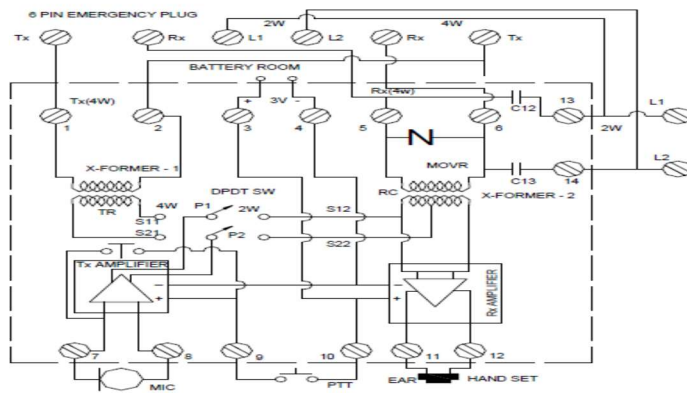 6 PIN EMERGENCY PLUG
2W 4W
Tx Rx L1 L2 Rx Tx
BATTERY ROOM
Tx(4W) + 3V - Rx(4w) C12 13 L1
1 2 3 4 5 6 2W
N
MOVR L2
X-FORMER - 1 C13 14
DPDT SW RC X-FORMER - 2
TR 4W P1 2W S12
S11
S21 P2 S22
Tx AMPLIFIER
- -
+ +
Rx AMPLIFIER
7 8 9 10 11 12
MIC PTT EAR HAND SET